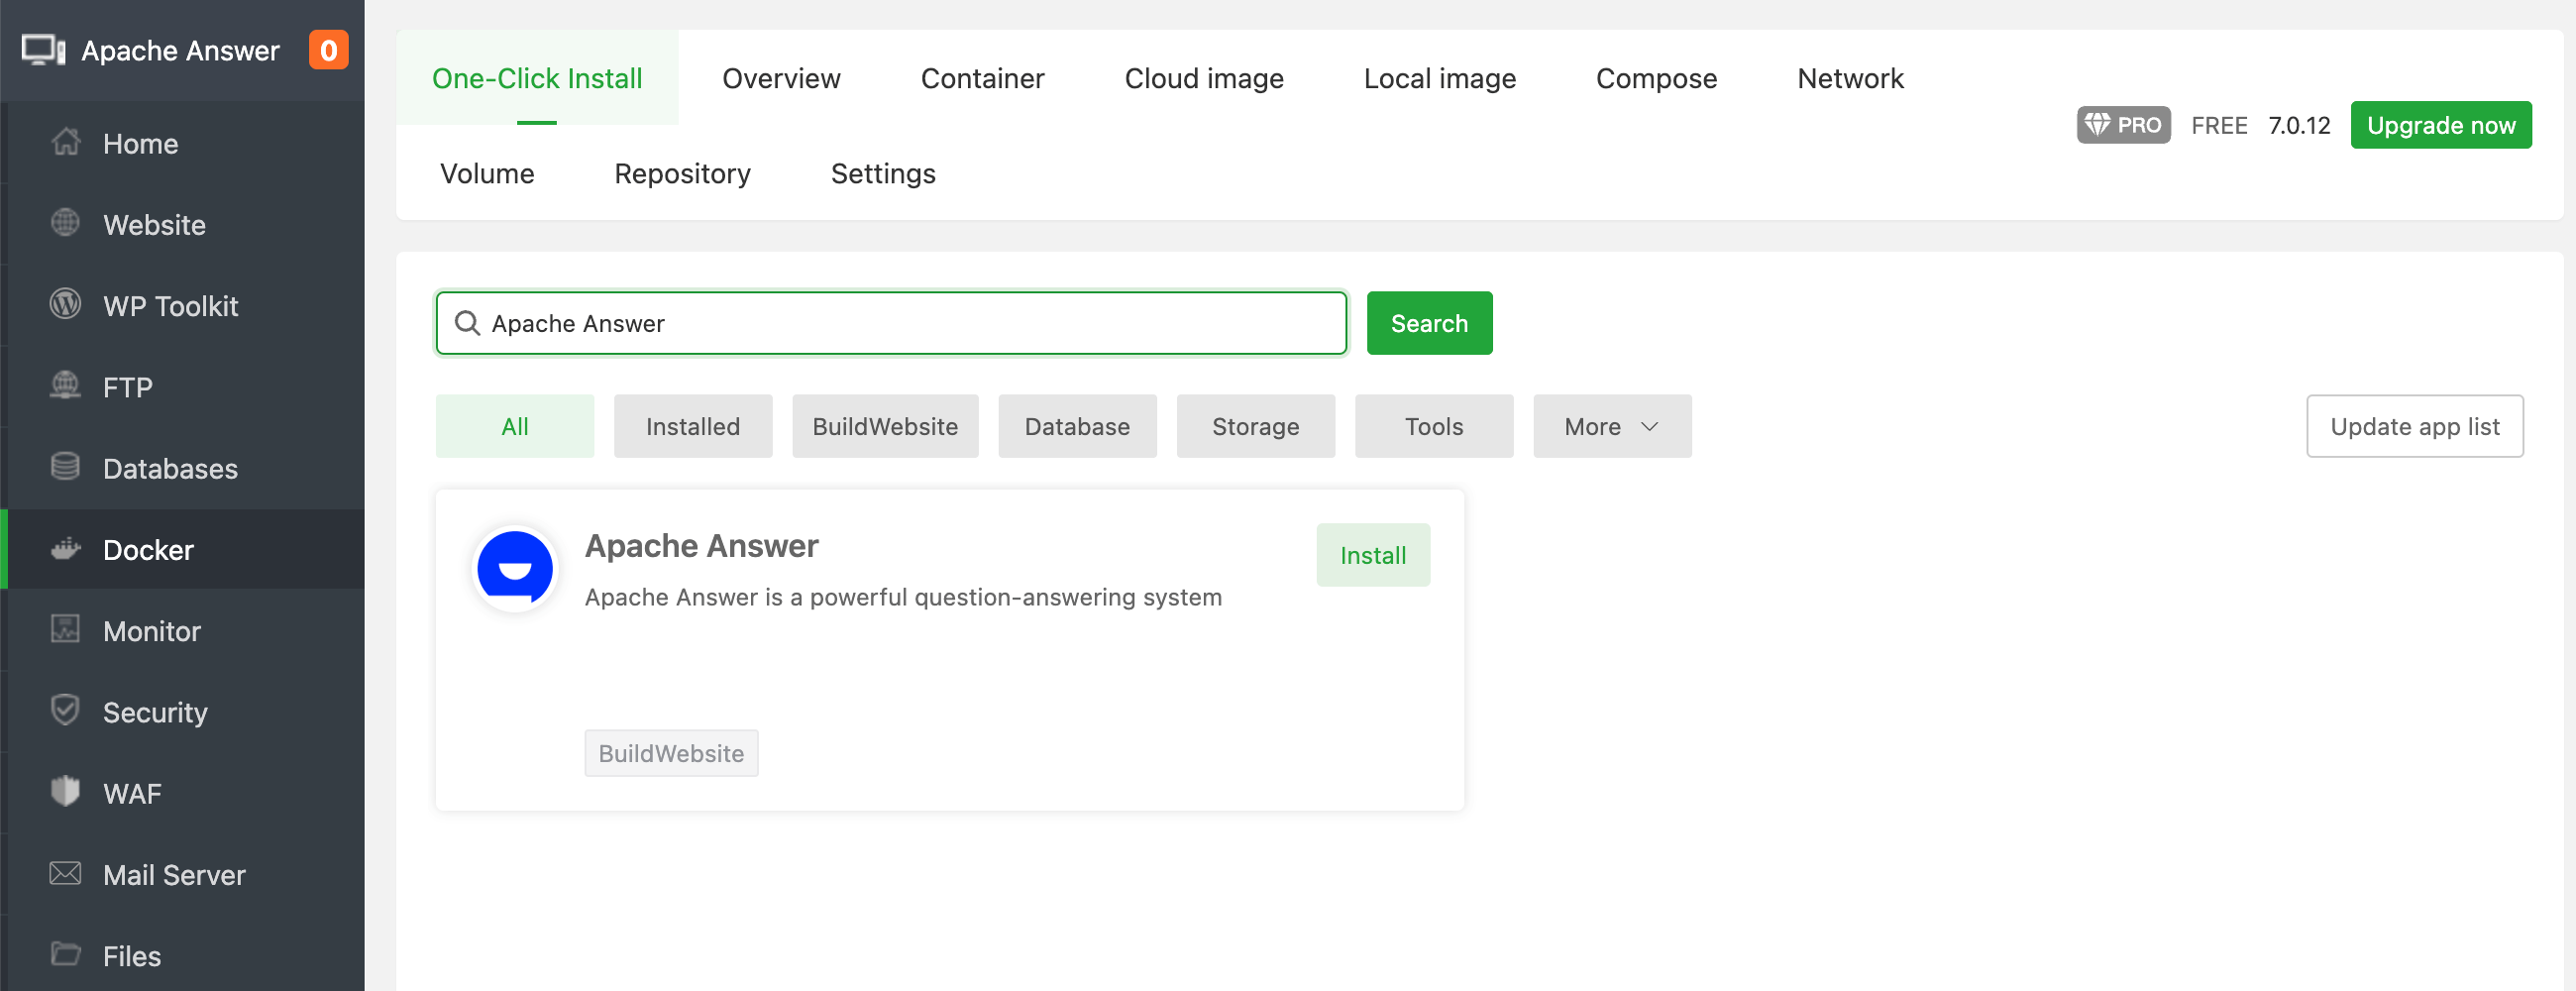 Apache Answer 0
Home
Website
WP Toolkit
FTP
Databases
Docker
Monitor
Security
WAF
Mail Server
Files
One-Click Install Overview Container Cloud image Local image Compose Network
Volume Repository Settings
PRO FREE 7.0.12 Upgrade now
Apache Answer Search
All Installed BuildWebsite Database Storage Tools More Update app list
Apache Answer Install
Apache Answer is a powerful question-answering system
BuildWebsite